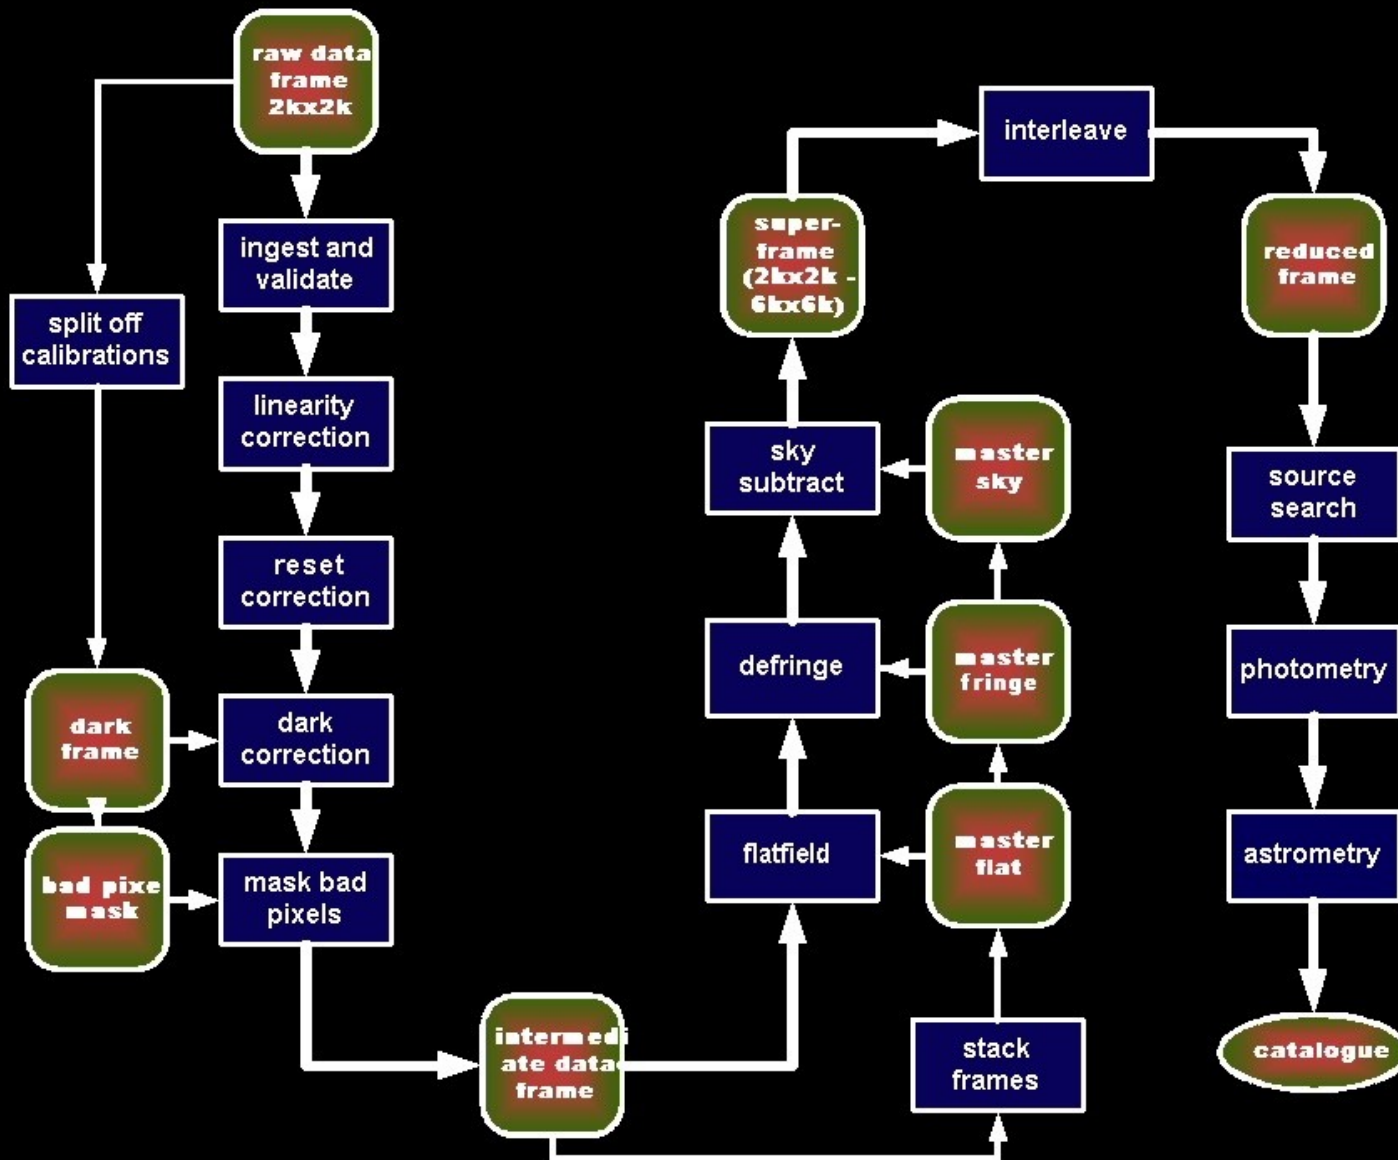 raw data
frame
2kx2k
ingest and
validate
split off
calibrations
linearity
correction
reset
correction
dark
frame
dark
correction
bad pixe
mask
mask bad
pixels
intermedi
ate data
frame
stack
frames
master
flat
flatfield
master
fringe
defringe
master
sky
sky
subtract
super-
frame
(2kx2k -
6kx6k)
interleave
reduced
frame
source
search
photometry
astrometry
catalogue